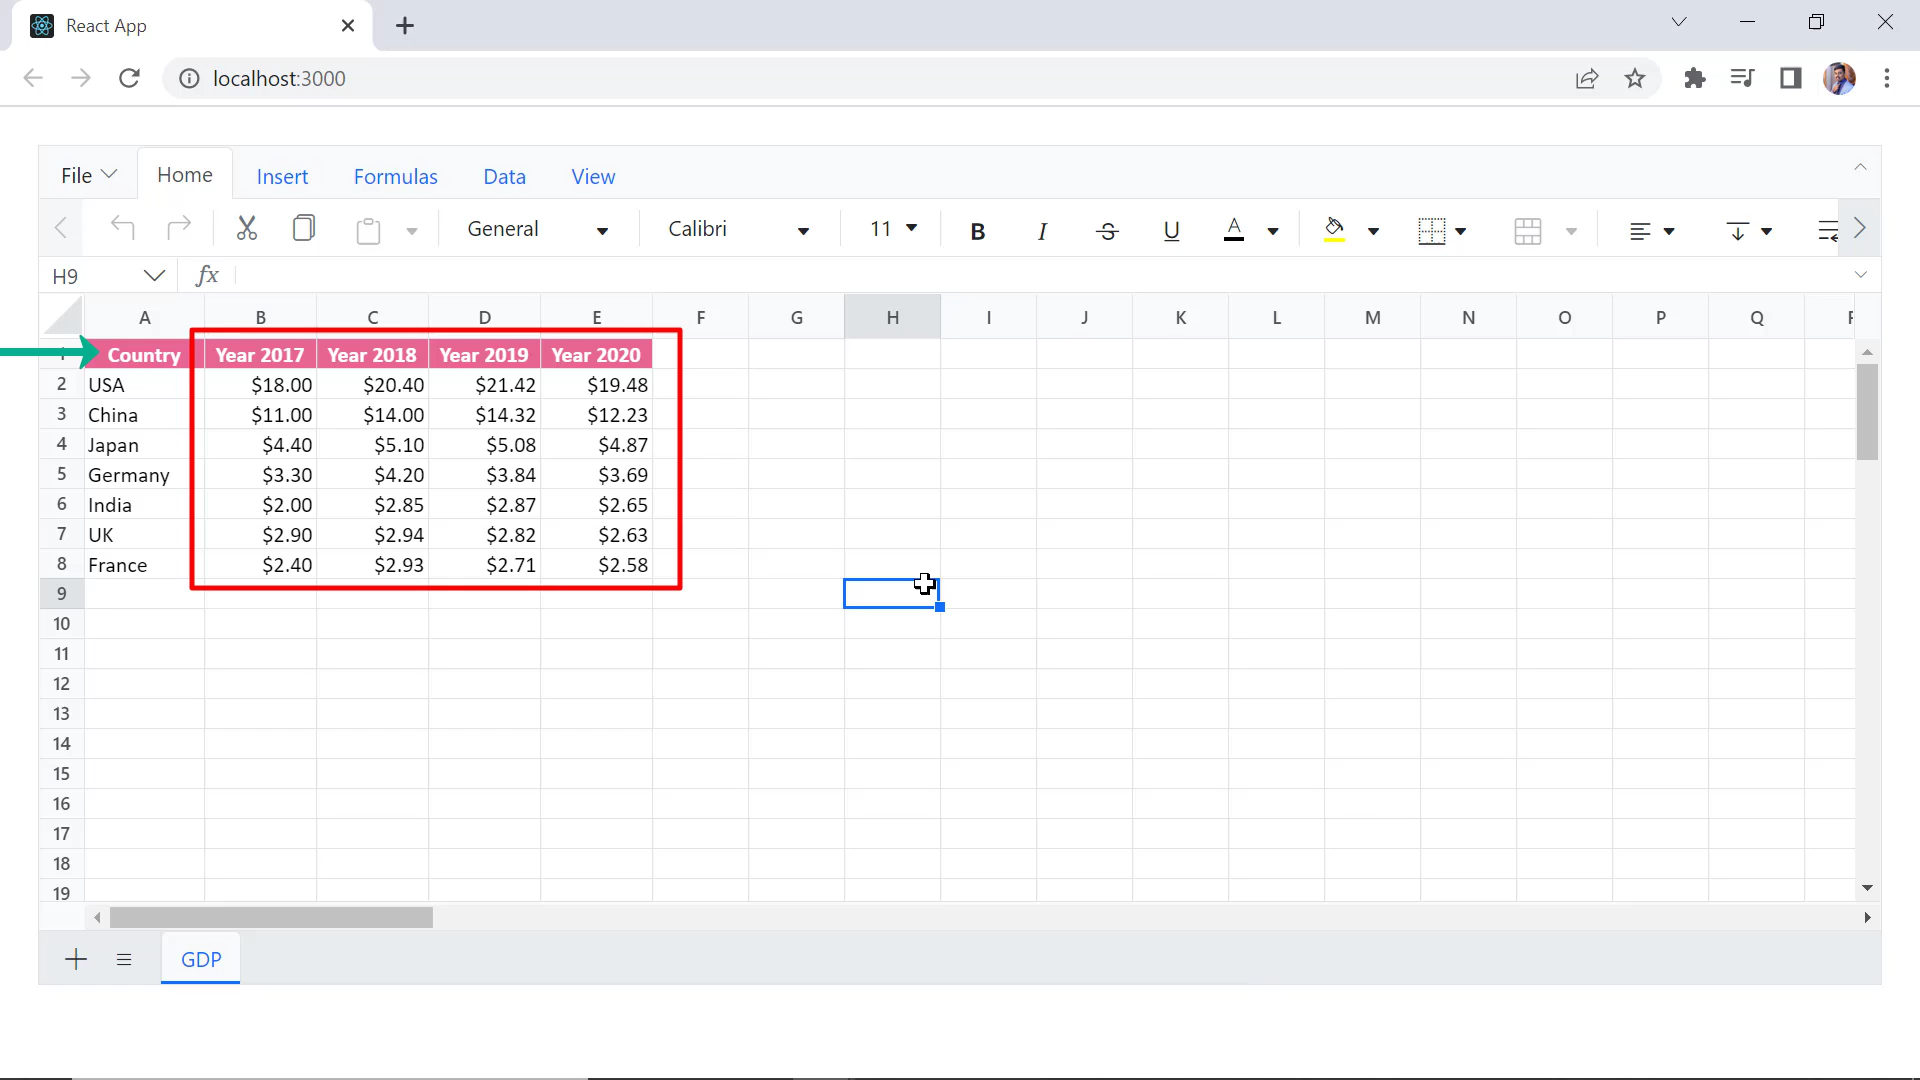 React App
localhost:3000
File Home Insert Formulas Data View
General Calibri 11 B I S U A
H9 fx
A B C D E F G H I J K L M N O P Q
1 Country Year 2017 Year 2018 Year 2019 Year 2020
2 USA $18.00 $20.40 $21.42 $19.48
3 China $11.00 $14.00 $14.32 $12.23
4 Japan $4.40 $5.10 $5.08 $4.87
5 Germany $3.30 $4.20 $3.84 $3.69
6 India $2.00 $2.85 $2.87 $2.65
7 UK $2.90 $2.94 $2.82 $2.63
8 France $2.40 $2.93 $2.71 $2.58
9
10
11
12
13
14
15
16
17
18
19
GDP